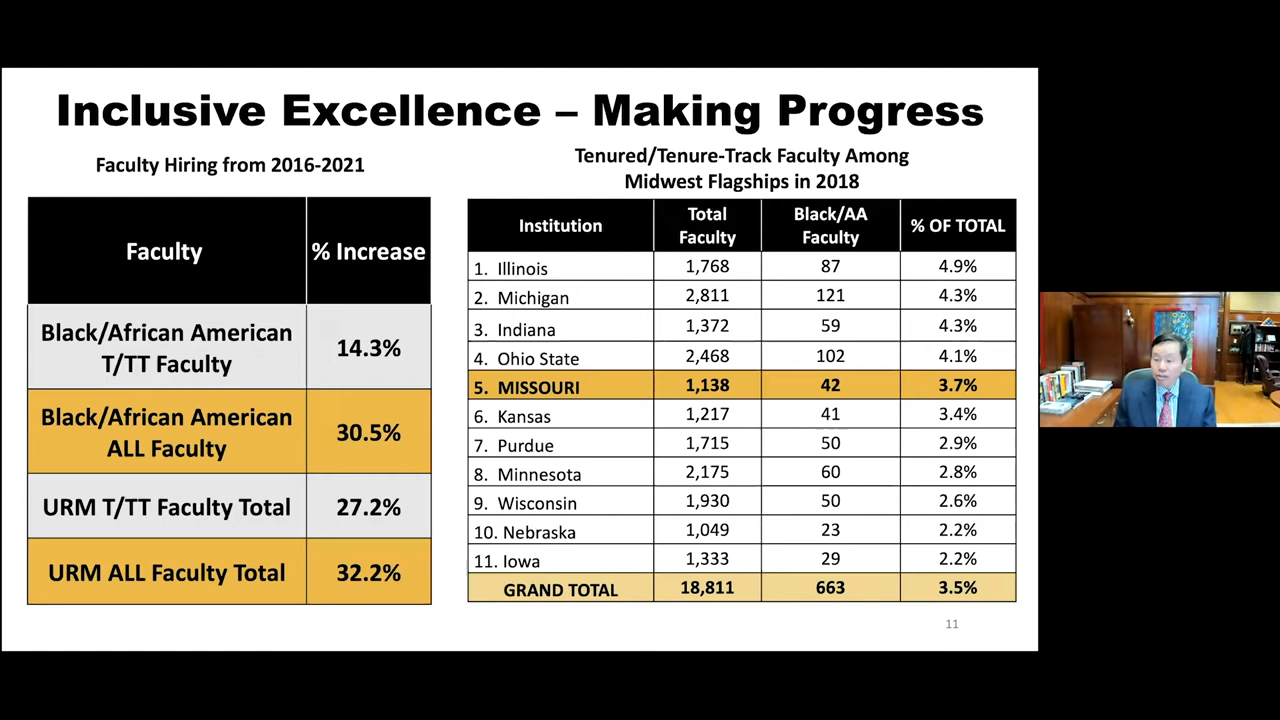 Inclusive Excellence – Making Progress
Faculty Hiring from 2016-2021
Faculty % Increase
Black/African American
T/TT Faculty
14.3%
Black/African American
ALL Faculty
30.5%
URM T/TT Faculty Total 27.2%
URM ALL Faculty Total 32.2%
Tenured/Tenure-Track Faculty Among
Midwest Flagships in 2018
Institution
Total
Faculty
Black/AA
Faculty
% OF TOTAL
1. Illinois 1,768 87 4.9%
2. Michigan 2,811 121 4.3%
3. Indiana 1,372 59 4.3%
4. Ohio State 2,468 102 4.1%
5. MISSOURI 1,138 42 3.7%
6. Kansas 1,217 41 3.4%
7. Purdue 1,715 50 2.9%
8. Minnesota 2,175 60 2.8%
9. Wisconsin 1,930 50 2.6%
10. Nebraska 1,049 23 2.2%
11. Iowa 1,333 29 2.2%
GRAND TOTAL 18,811 663 3.5%
11